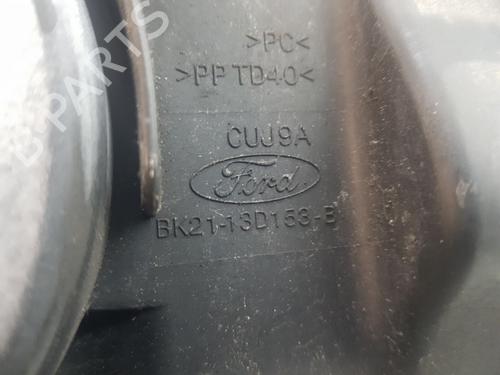 B-PARTS
>PC<
>PP TD40<
CUJ9A
Ford
BK21-13D153-B